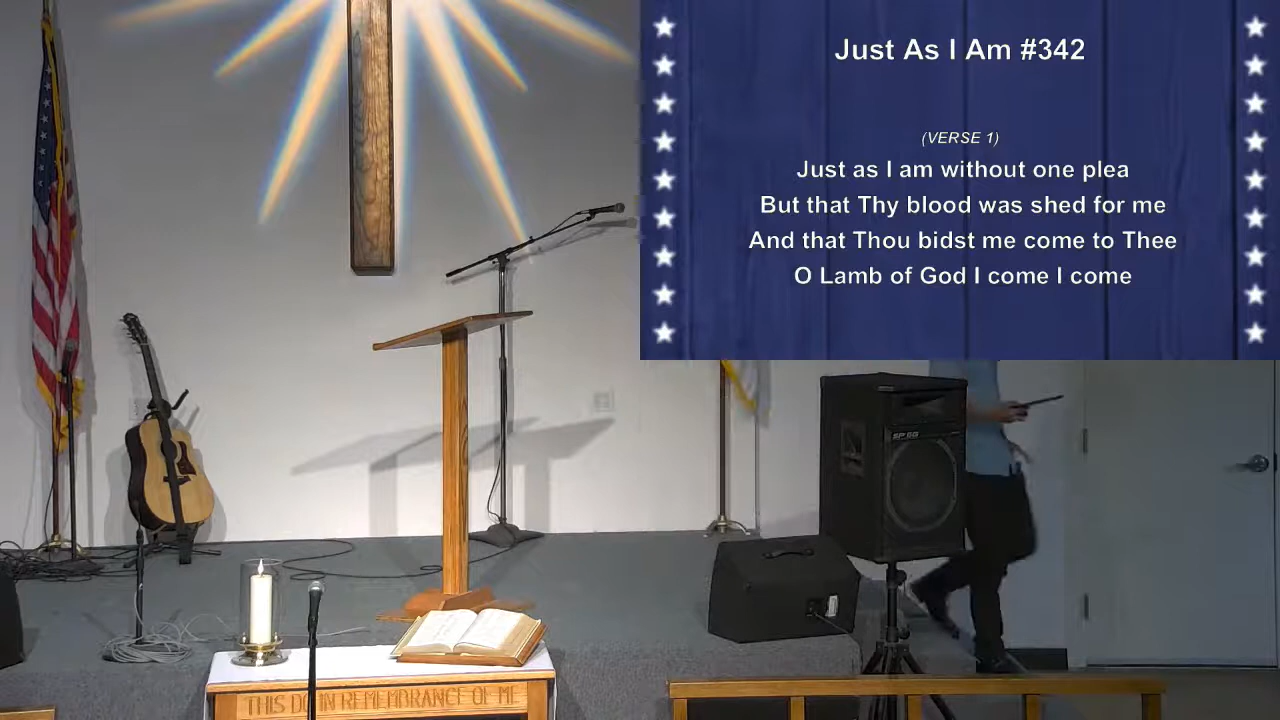 Just As I Am #342
(VERSE 1)
Just as I am without one plea
But that Thy blood was shed for me
And that Thou bidst me come to Thee
O Lamb of God I come I come
THIS DO IN REMEMBRANCE OF ME